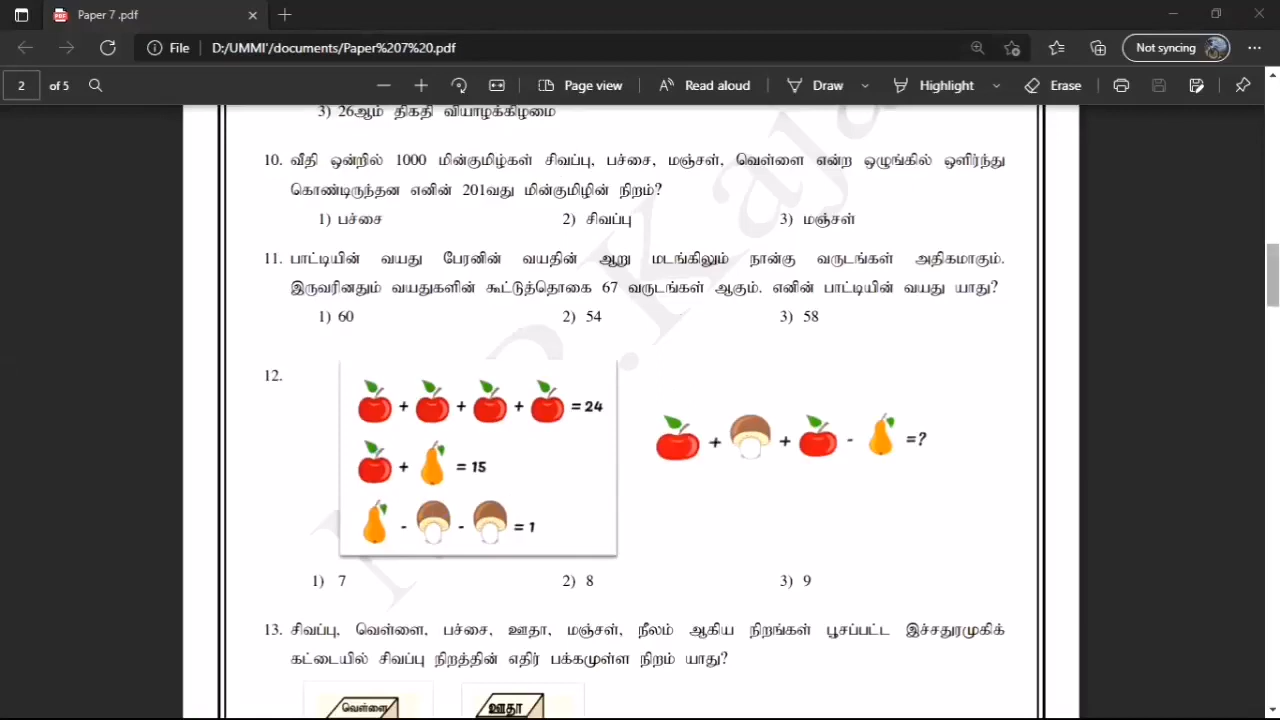 Paper 7 .pdf
File D:/UMMI'/documents/Paper%207%20.pdf Not syncing
2 of 5 Page view Read aloud Draw Highlight Erase
3) 26ஆம் திகதி வியாழக்கிழமை
10. வீதி ஒன்றில் 1000 மின்குமிழ்கள் சிவப்பு, பச்சை, மஞ்சள், வெள்ளை என்ற ஒழுங்கில் ஒளிர்ந்து
கொண்டிருந்தன எனின் 201வது மின்குமிழின் நிறம்?
1) பச்சை 2) சிவப்பு 3) மஞ்சள்
11. பாட்டியின் வயது பேரனின் வயதின் ஆறு மடங்கிலும் நான்கு வருடங்கள் அதிகமாகும்.
இருவரினதும் வயதுகளின் கூட்டுத்தொகை 67 வருடங்கள் ஆகும். எனின் பாட்டியின் வயது யாது?
1) 60 2) 54 3) 58
12.
+ + + = 24
+ = 15
- - = 1
+ + - =?
1) 7 2) 8 3) 9
13. சிவப்பு, வெள்ளை, பச்சை, ஊதா, மஞ்சள், நீலம் ஆகிய நிறங்கள் பூசப்பட்ட இச்சதுரமுகிக்
கட்டையில் சிவப்பு நிறத்தின் எதிர் பக்கமுள்ள நிறம் யாது?
வெள்ளை ஊதா